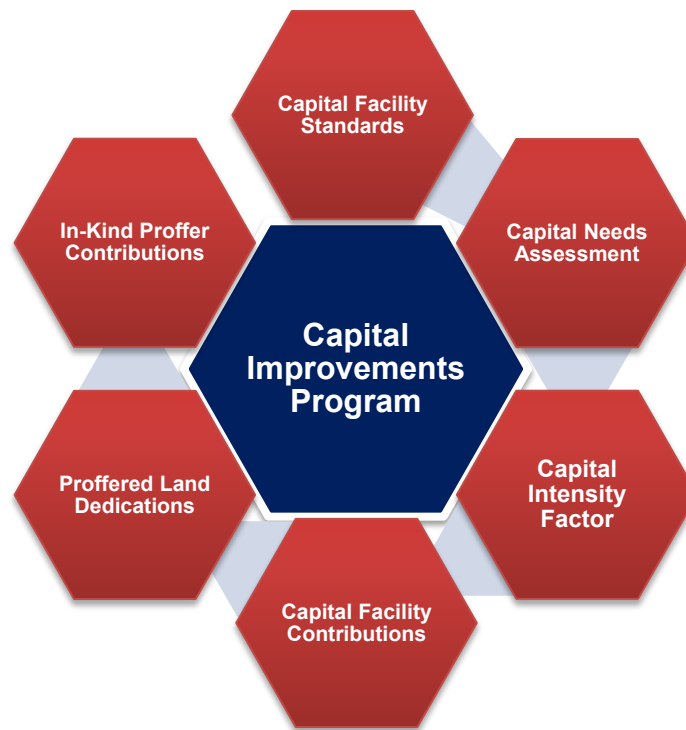 Capital Facility
Standards
In-Kind Proffer
Contributions
Capital Needs
Assessment
Capital
Improvements
Program
Proffered Land
Dedications
Capital
Intensity
Factor
Capital Facility
Contributions